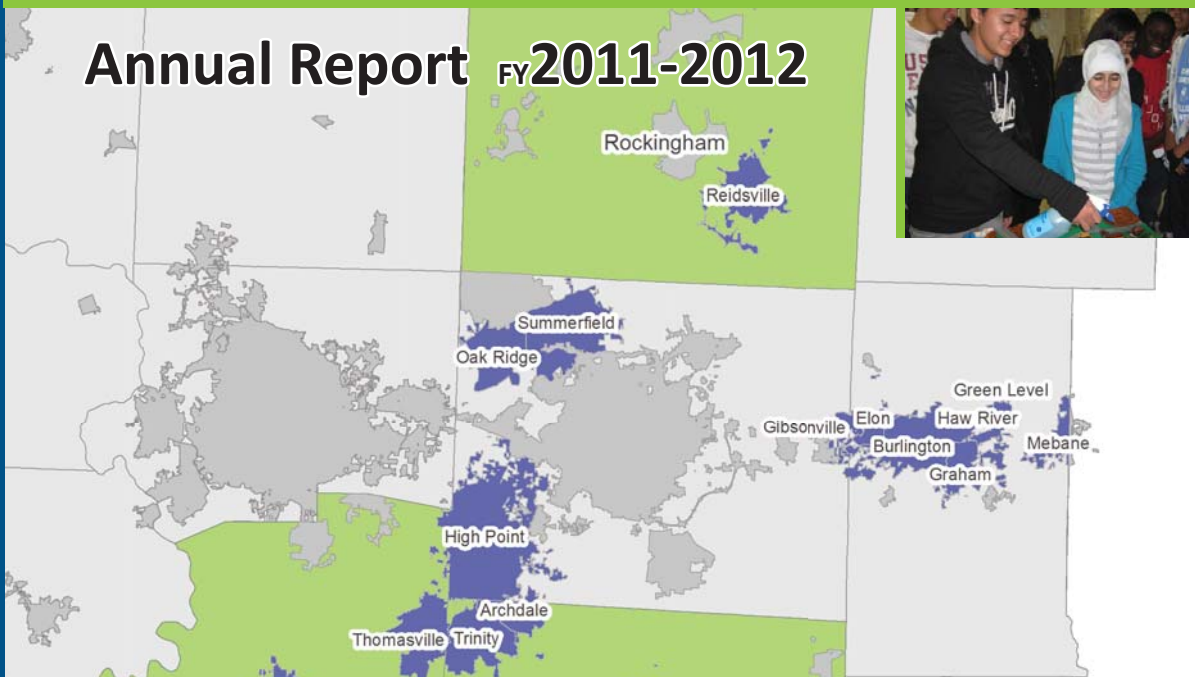 Annual Report FY2011-2012
Rockingham
Reidsville
Summerfield
Oak Ridge
Green Level
Gibsonville
Elon
Haw River
Burlington
Mebane
Graham
High Point
Archdale
Thomasville
Trinity